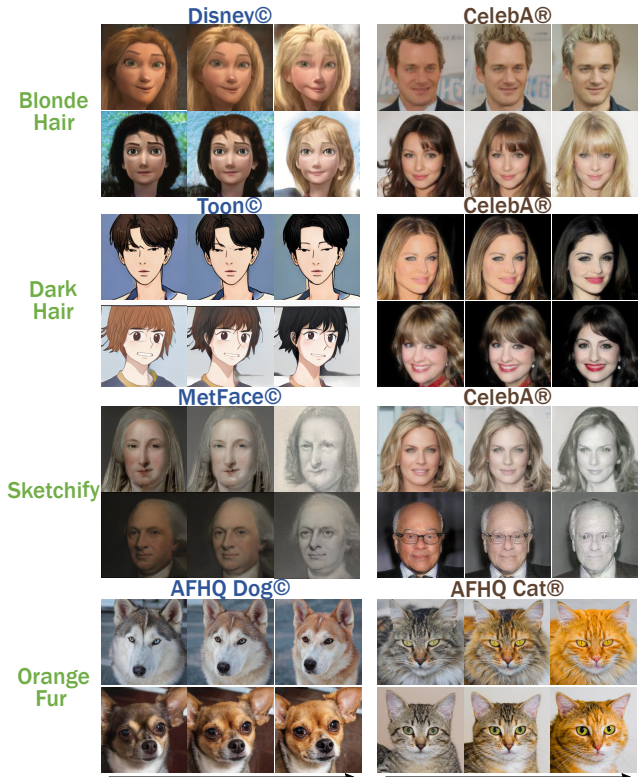 Disney© CelebA®
Blonde
Hair
Toon© CelebA®
Dark
Hair
MetFace© CelebA®
Sketchify
AFHQ Dog© AFHQ Cat®
Orange
Fur